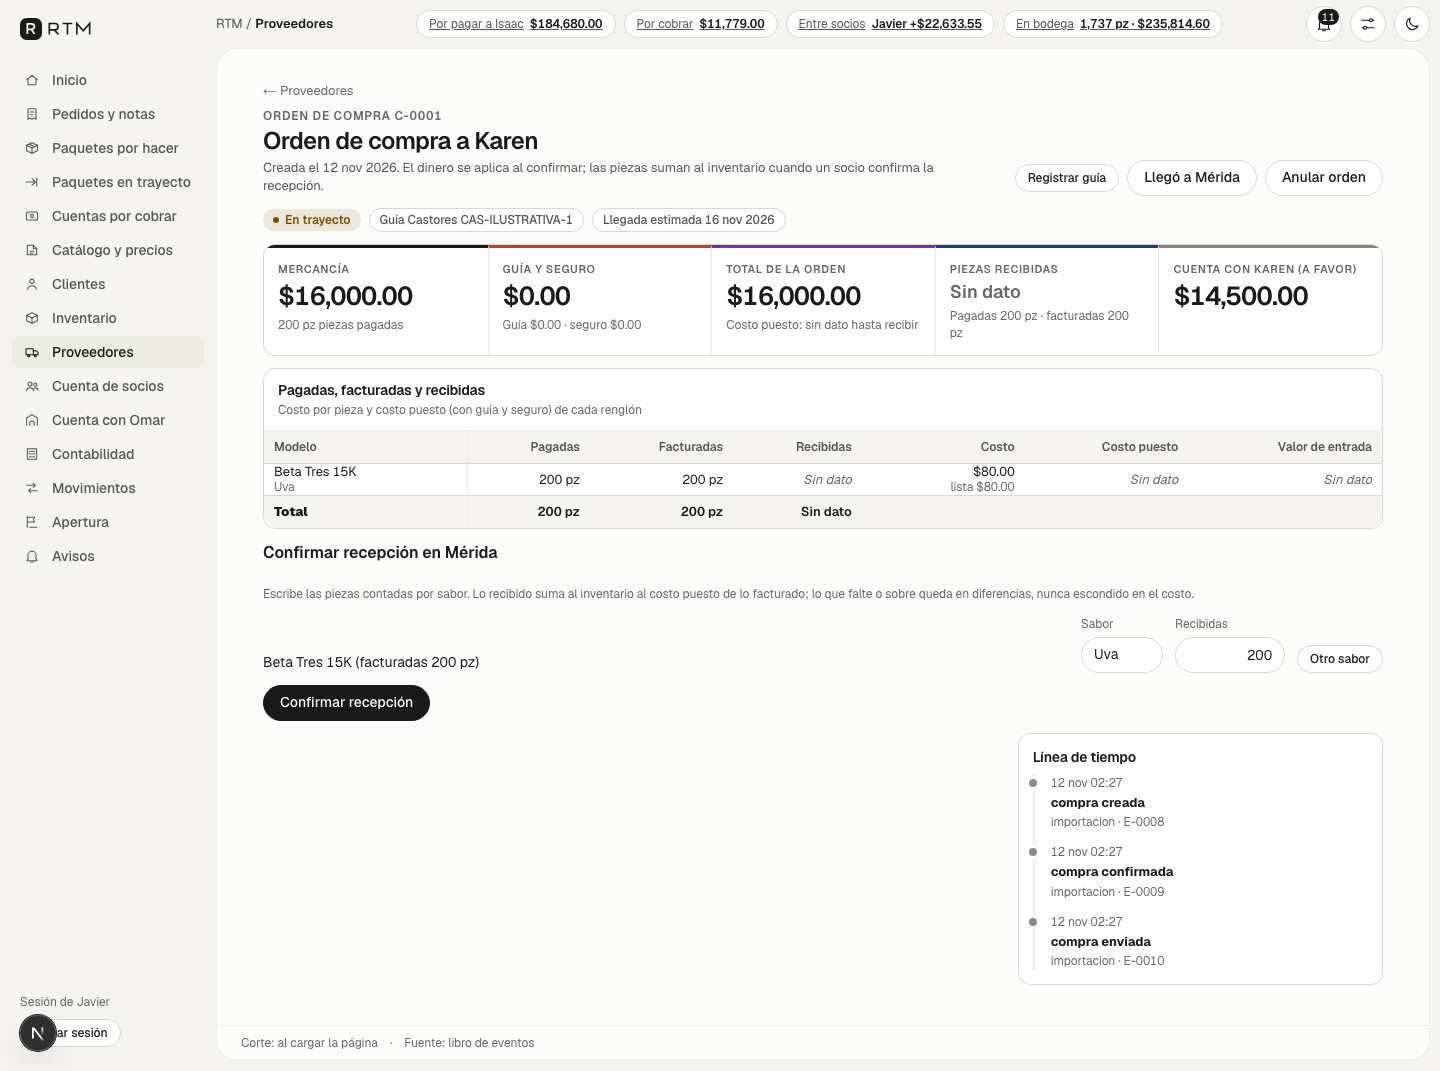 R RTM
RTM / Proveedores
Por pagar a Isaac $184,680.00
Por cobrar $11,779.00
Entre socios Javier +$22,633.55
En bodega 1,737 pz · $235,814.60
11
Inicio
Pedidos y notas
Paquetes por hacer
Paquetes en trayecto
Cuentas por cobrar
Catálogo y precios
Clientes
Inventario
Proveedores
Cuenta de socios
Cuenta con Omar
Contabilidad
Movimientos
Apertura
Avisos
Sesión de Javier
N
ar sesión
← Proveedores
ORDEN DE COMPRA C-0001
Orden de compra a Karen
Creada el 12 nov 2026. El dinero se aplica al confirmar; las piezas suman al inventario cuando un socio confirma la
recepción.
Registrar guía
Llegó a Mérida
Anular orden
En trayecto
Guía Castores CAS-ILUSTRATIVA-1
Llegada estimada 16 nov 2026
MERCANCÍA
$16,000.00
200 pz piezas pagadas
GUÍA Y SEGURO
$0.00
Guía $0.00 · seguro $0.00
TOTAL DE LA ORDEN
$16,000.00
Costo puesto: sin dato hasta recibir
PIEZAS RECIBIDAS
Sin dato
Pagadas 200 pz · facturadas 200
pz
CUENTA CON KAREN (A FAVOR)
$14,500.00
Pagadas, facturadas y recibidas
Costo por pieza y costo puesto (con guía y seguro) de cada renglón
Modelo Pagadas Facturadas Recibidas Costo Costo puesto Valor de entrada
Beta Tres 15K 200 pz 200 pz Sin dato $80.00 Sin dato Sin dato
Uva lista $80.00
Total 200 pz 200 pz Sin dato
Confirmar recepción en Mérida
Escribe las piezas contadas por sabor. Lo recibido suma al inventario al costo puesto de lo facturado; lo que falte o sobre queda en diferencias, nunca escondido en el costo.
Sabor Recibidas
Beta Tres 15K (facturadas 200 pz) Uva 200 Otro sabor
Confirmar recepción
Línea de tiempo
12 nov 02:27
compra creada
importacion · E-0008
12 nov 02:27
compra confirmada
importacion · E-0009
12 nov 02:27
compra enviada
importacion · E-0010
Corte: al cargar la página · Fuente: libro de eventos